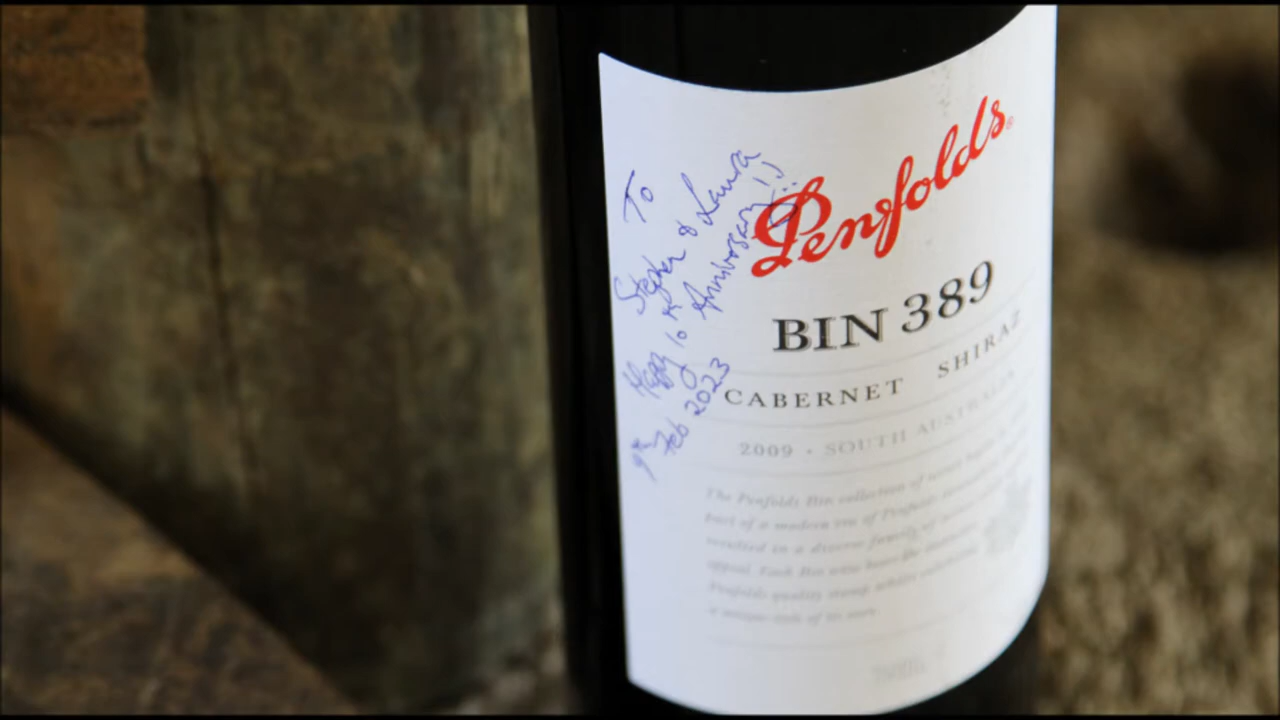 To
Stephen & Laura
Happy 10th Anniversary!!
9th Feb 2023
Penfolds®
BIN 389
CABERNET SHIRAZ
2009 • SOUTH AUSTRALIA
The Penfolds Bin collection of
part of a modern era of Penfolds
resulted in a diverse family of
appeal. Each Bin wine bears the
Penfolds quality stamp, whilst
a unique style of its own.